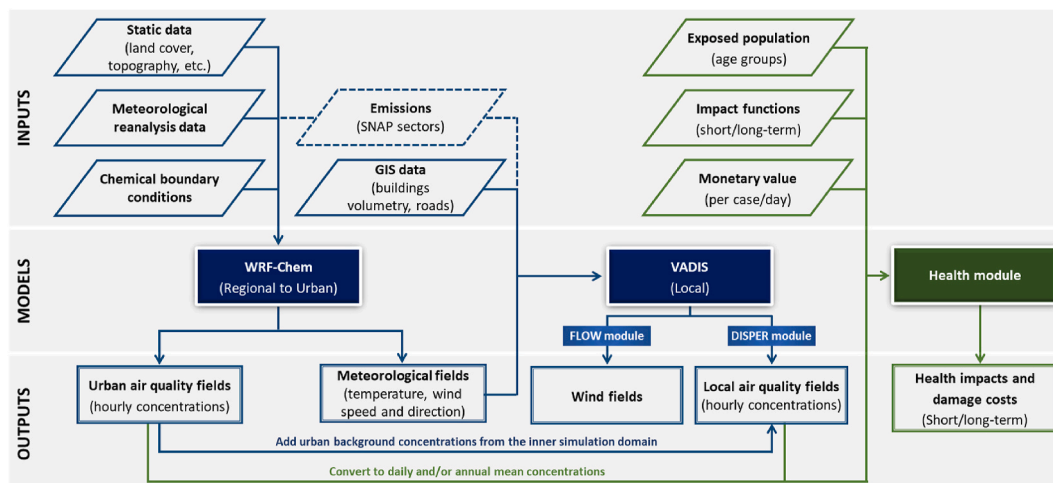 INPUTS
Static data
(land cover,
topography, etc.)
Meteorological
reanalysis data
Chemical boundary
conditions
Emissions
(SNAP sectors)
GIS data
(buildings
volumetry, roads)
Exposed population
(age groups)
Impact functions
(short/long-term)
Monetary value
(per case/day)
MODELS
WRF-Chem
(Regional to Urban)
VADIS
(Local)
Health module
FLOW module
DISPER module
OUTPUTS
Urban air quality fields
(hourly concentrations)
Meteorological fields
(temperature, wind
speed and direction)
Wind fields
Local air quality fields
(hourly concentrations)
Health impacts and
damage costs
(Short/long-term)
Add urban background concentrations from the inner simulation domain
Convert to daily and/or annual mean concentrations